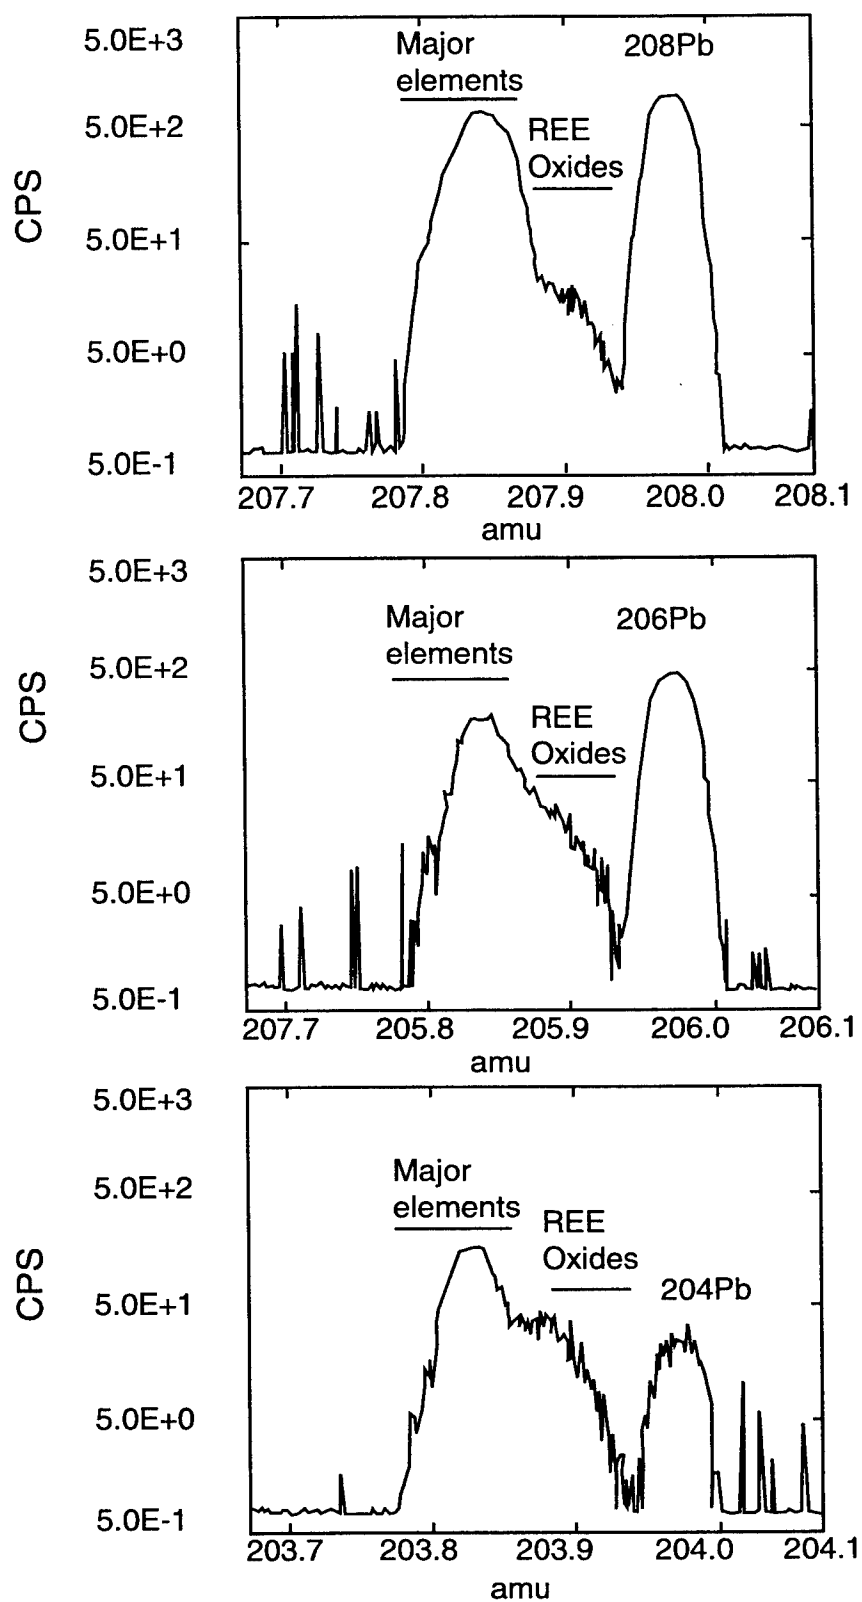 5.0E+3
Major
elements
208Pb
5.0E+2
REE
Oxides
CPS
5.0E+1
5.0E+0
5.0E-1
207.7 207.8 207.9 208.0 208.1
amu
5.0E+3
Major
elements
206Pb
5.0E+2
CPS
REE
Oxides
5.0E+1
5.0E+0
5.0E-1
207.7 205.8 205.9 206.0 206.1
amu
5.0E+3
Major
elements
5.0E+2
REE
Oxides
CPS
204Pb
5.0E+1
5.0E+0
5.0E-1
203.7 203.8 203.9 204.0 204.1
amu